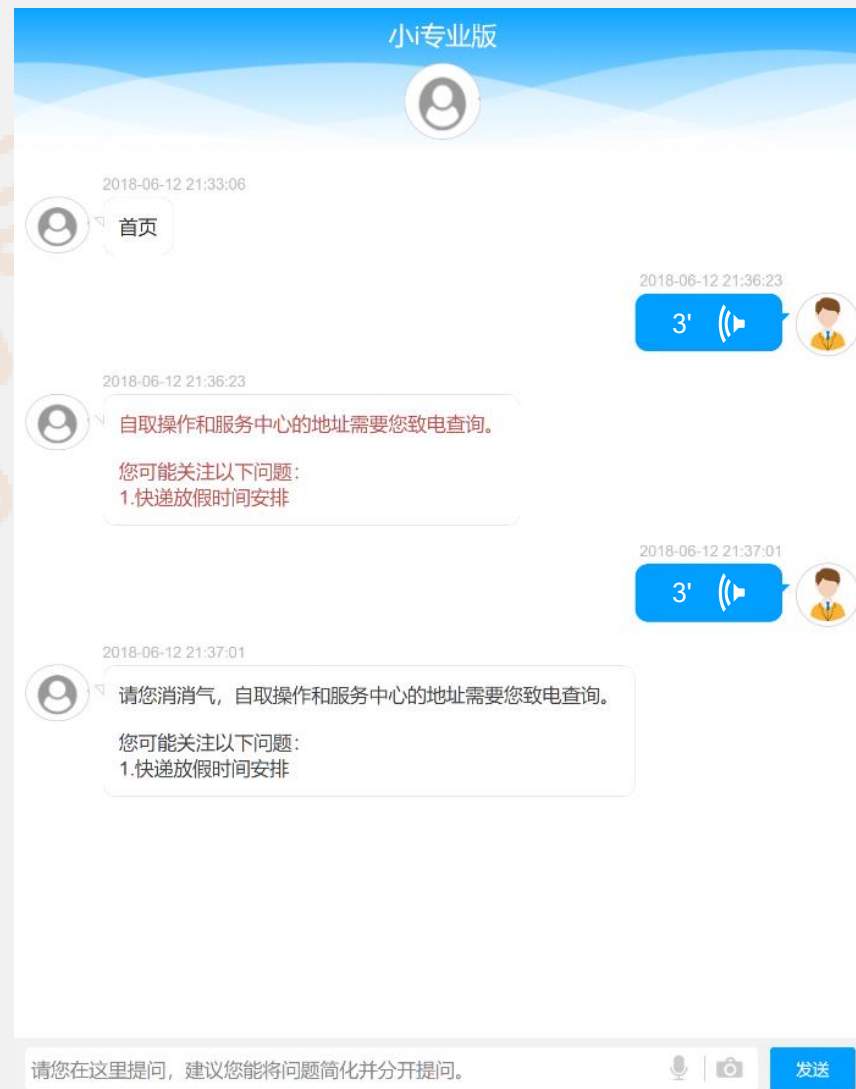 小i专业版
2018-06-12 21:33:06
首页
2018-06-12 21:36:23
3'
2018-06-12 21:36:23
自取操作和服务中心的地址需要您致电查询。
您可能关注以下问题：
1.快递放假时间安排
2018-06-12 21:37:01
3'
2018-06-12 21:37:01
请您消消气，自取操作和服务中心的地址需要您致电查询。
您可能关注以下问题：
1.快递放假时间安排
请您在这里提问，建议您能将问题简化并分开提问。
发送